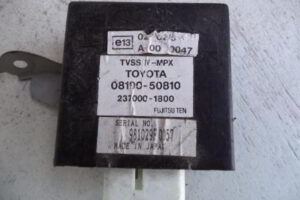 e13
A 00 0047
TVSS IV-MPX
TOYOTA
08190-50810
237000-1800
FUJITSU TEN
SERIAL NO.
MADE IN JAPAN